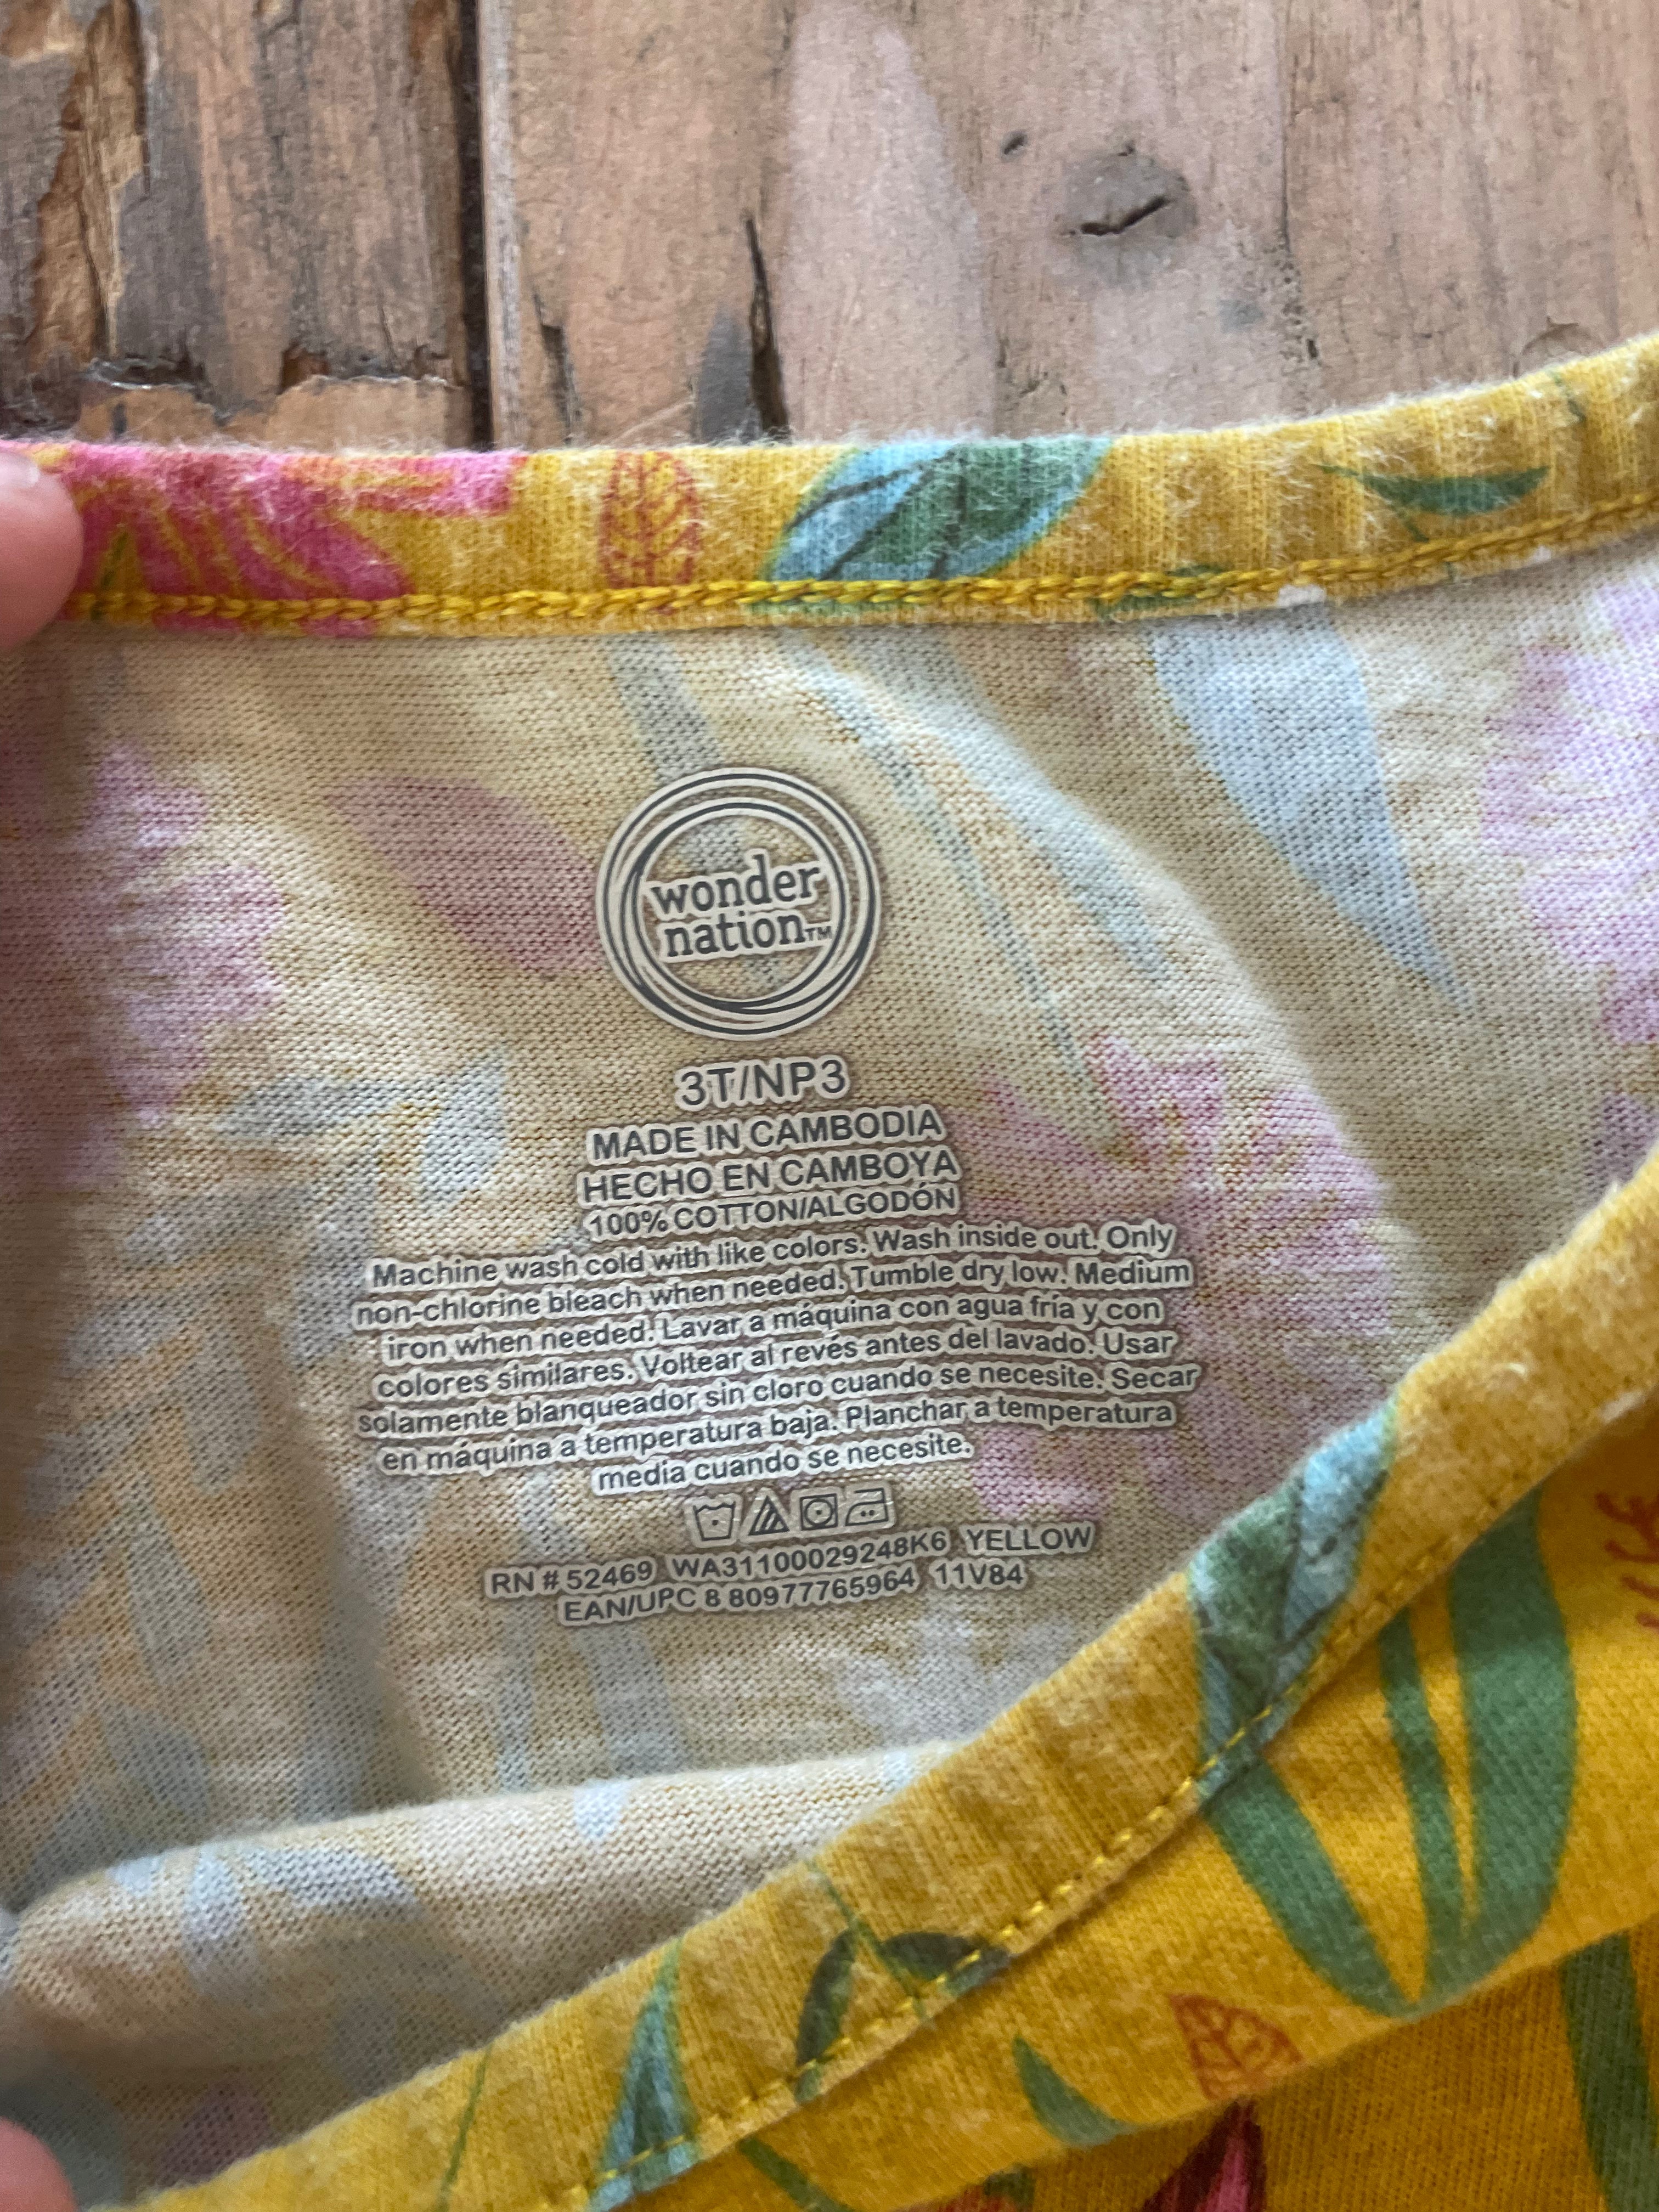 wonder
nation™
3T/NP3
MADE IN CAMBODIA
HECHO EN CAMBOYA
100% COTTON/ALGODÓN
Machine wash cold with like colors. Wash inside out. Only
non-chlorine bleach when needed. Tumble dry low. Medium
iron when needed. Lavar a máquina con agua fría y con
colores similares. Voltear al revés antes del lavado. Usar
solamente blanqueador sin cloro cuando se necesite. Secar
en máquina a temperatura baja. Planchar a temperatura
media cuando se necesite.
RN # 52469 WA31100029248K6 YELLOW
EAN/UPC 8 80977765964 11V84